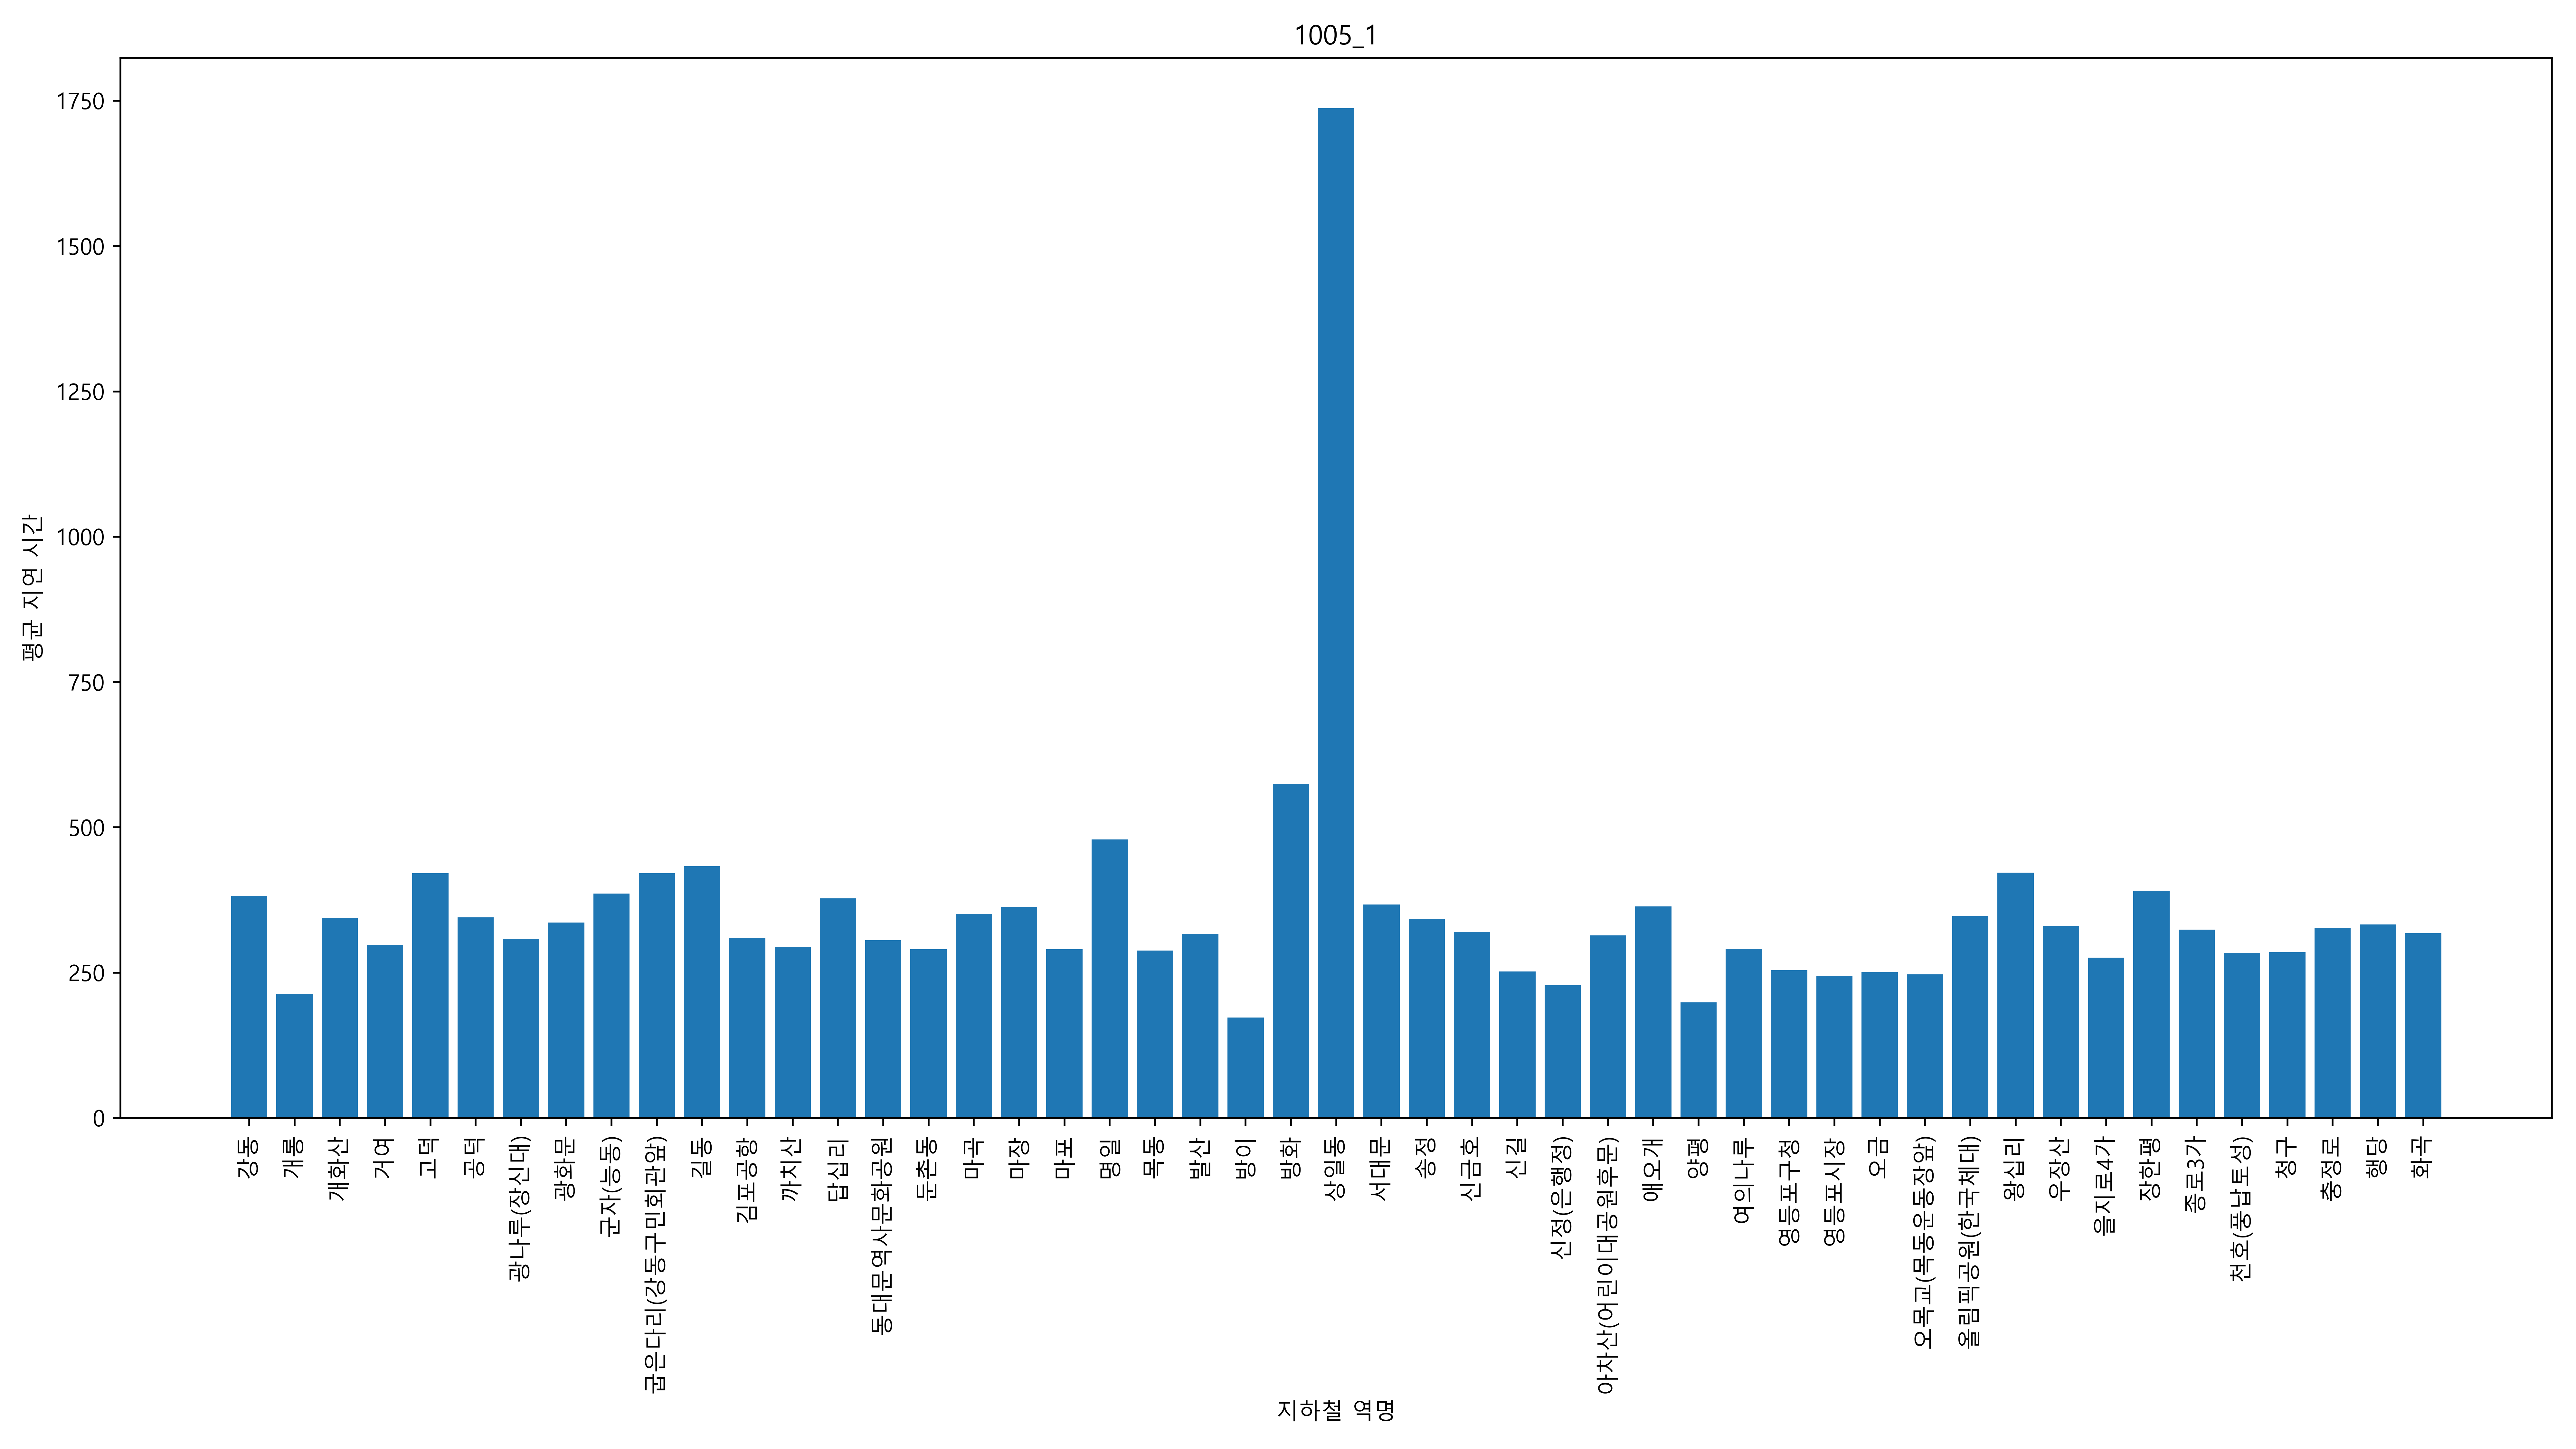 1005_1
평균 지연 시간
1750
1500
1250
1000
750
500
250
0
강동
개롱
개화산
거여
고덕
공덕
광나루(장신대)
광화문
군자(능동)
굽은다리(강동구민회관앞)
길동
김포공항
까치산
답십리
동대문역사문화공원
둔촌동
마곡
마장
마포
명일
목동
발산
방이
방화
상일동
서대문
송정
신금호
신길
신정(은행정)
아차산(어린이대공원후문)
애오개
양평
여의나루
영등포구청
영등포시장
오금
오목교(목동운동장앞)
올림픽공원(한국체대)
왕십리
우장산
을지로4가
장한평
종로3가
천호(풍납토성)
청구
충정로
행당
화곡
지하철 역명